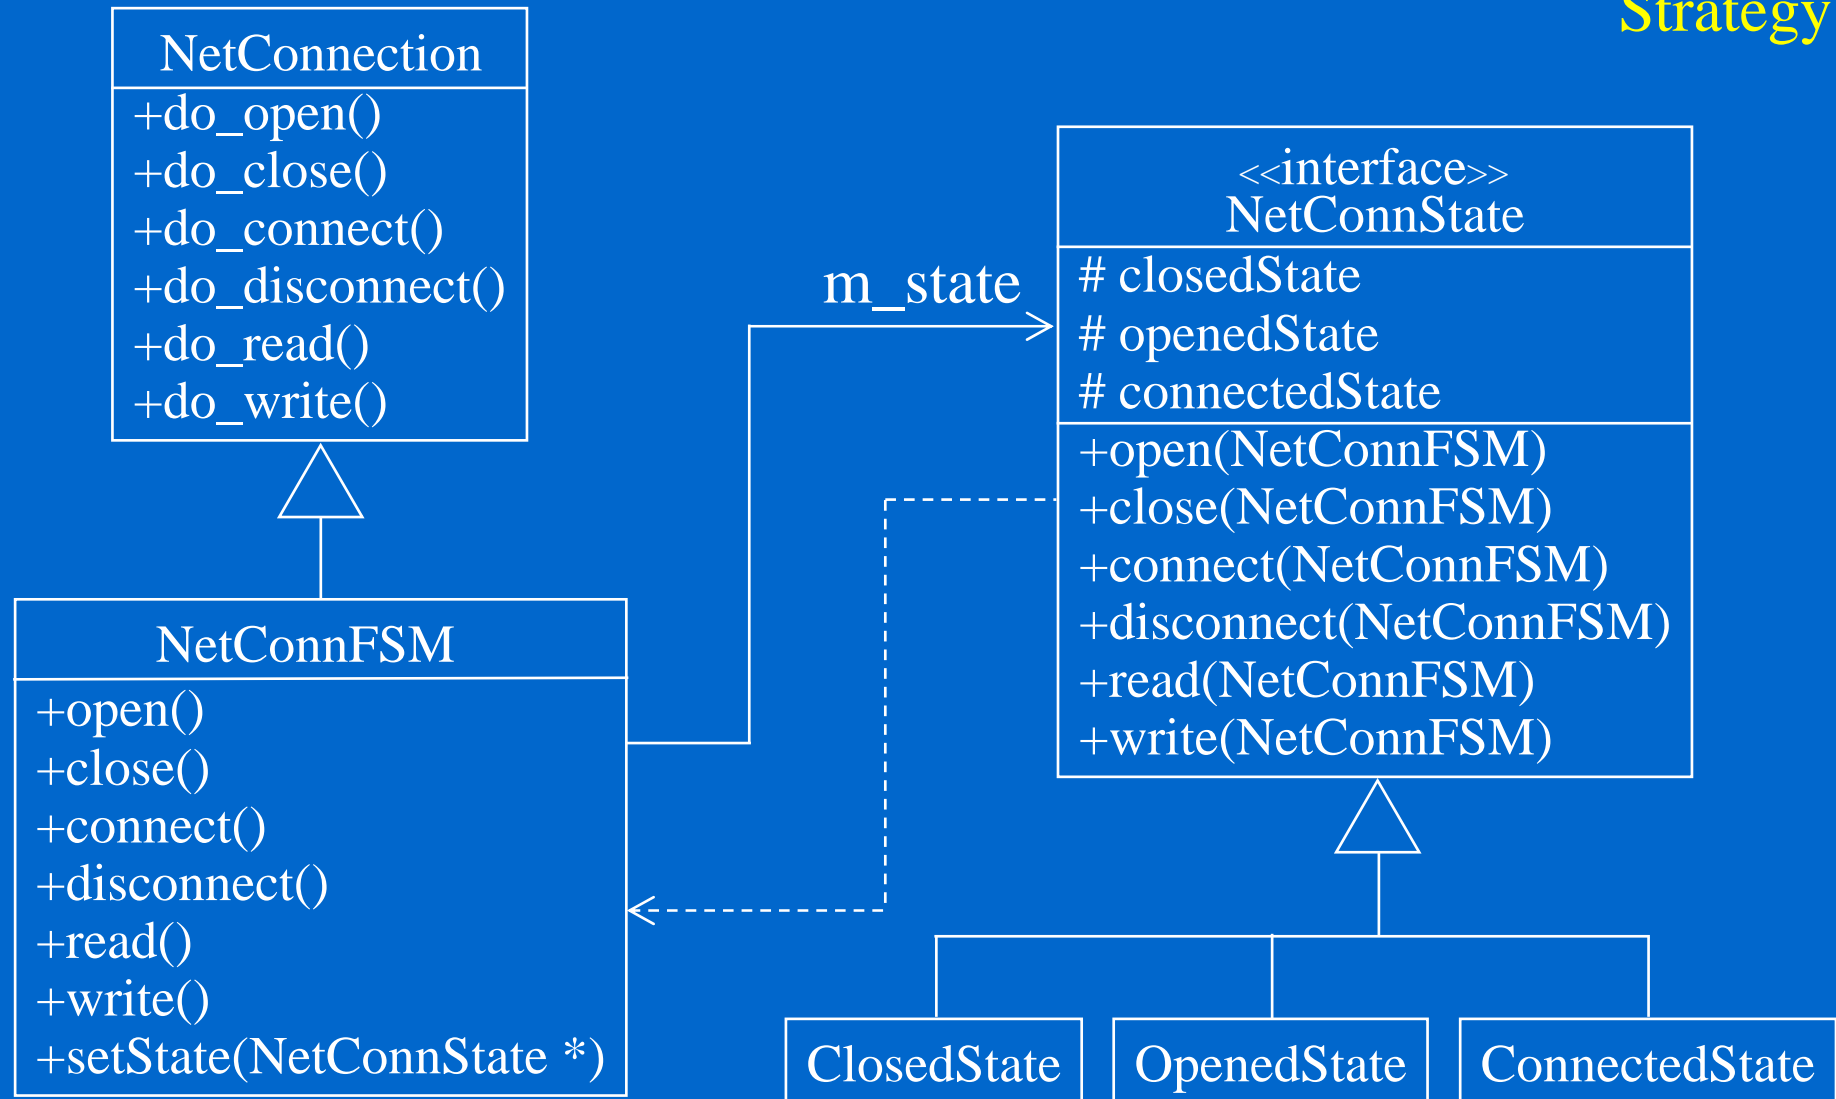 Strategy
NetConnection
+do_open()
+do_close()
+do_connect()
+do_disconnect()
+do_read()
+do_write()
<<interface>>
NetConnState
# closedState
# openedState
# connectedState
+open(NetConnFSM)
+close(NetConnFSM)
+connect(NetConnFSM)
+disconnect(NetConnFSM)
+read(NetConnFSM)
+write(NetConnFSM)
m_state
NetConnFSM
+open()
+close()
+connect()
+disconnect()
+read()
+write()
+setState(NetConnState *)
ClosedState
OpenedState
ConnectedState